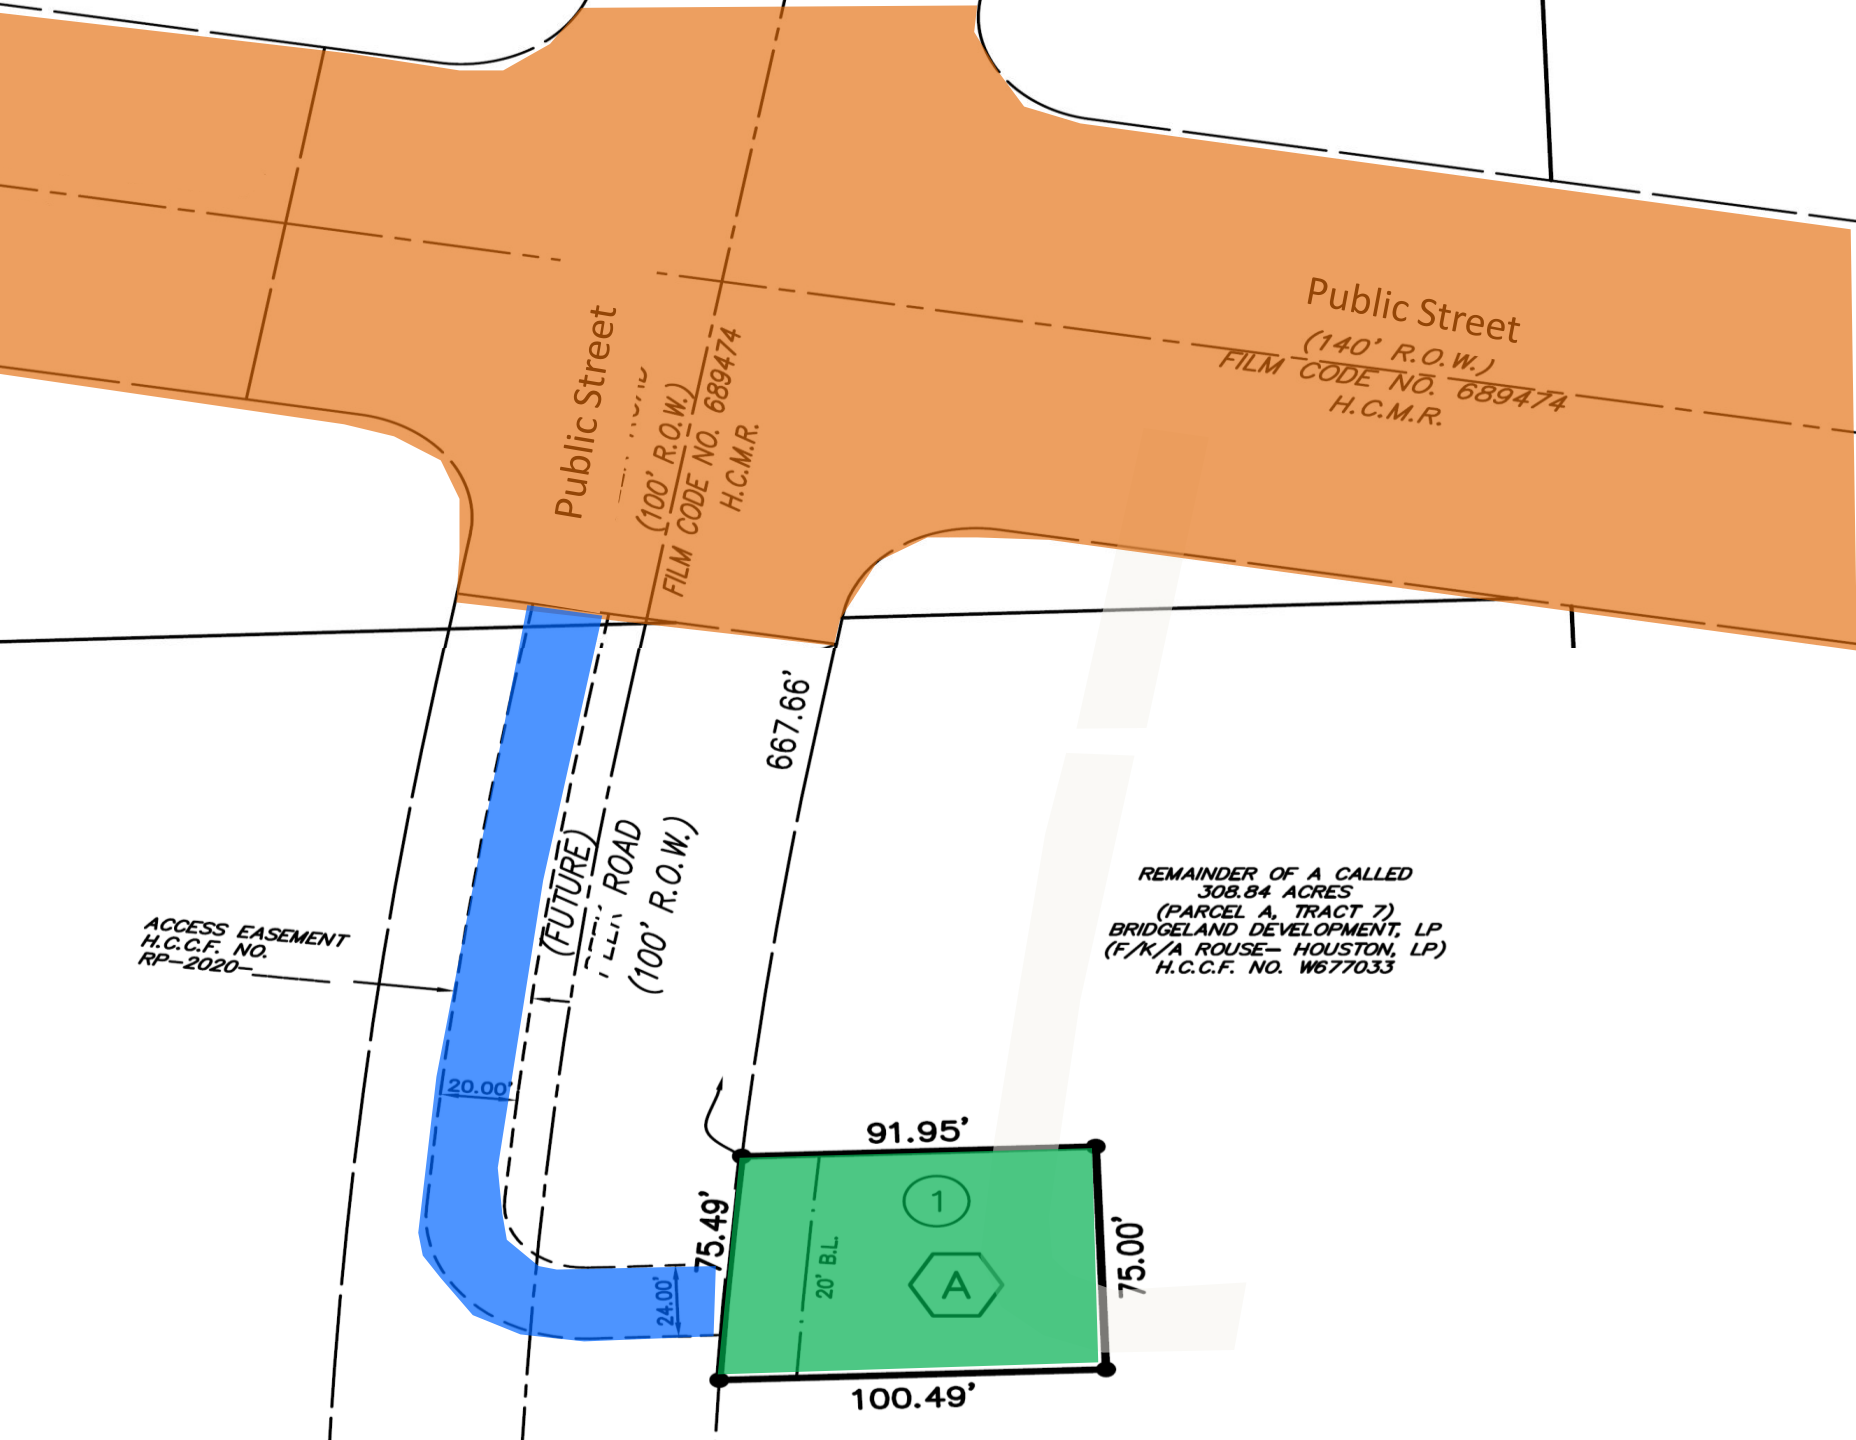 Public Street
(140' R.O.W.)
FILM CODE NO. 689474
H.C.M.R.
Public Street
(100' R.O.W.)
FILM CODE NO. 689474
H.C.M.R.
667.66'
(FUTURE)
ROAD
(100' R.O.W.)
REMAINDER OF A CALLED
308.84 ACRES
(PARCEL A, TRACT 7)
BRIDGELAND DEVELOPMENT, LP
(F/K/A ROUSE– HOUSTON, LP)
H.C.C.F. NO. W677033
ACCESS EASEMENT
H.C.C.F. NO.
RP–2020–
20.00'
24.00'
91.95'
75.49'
20' B.L.
1
A
75.00'
100.49'